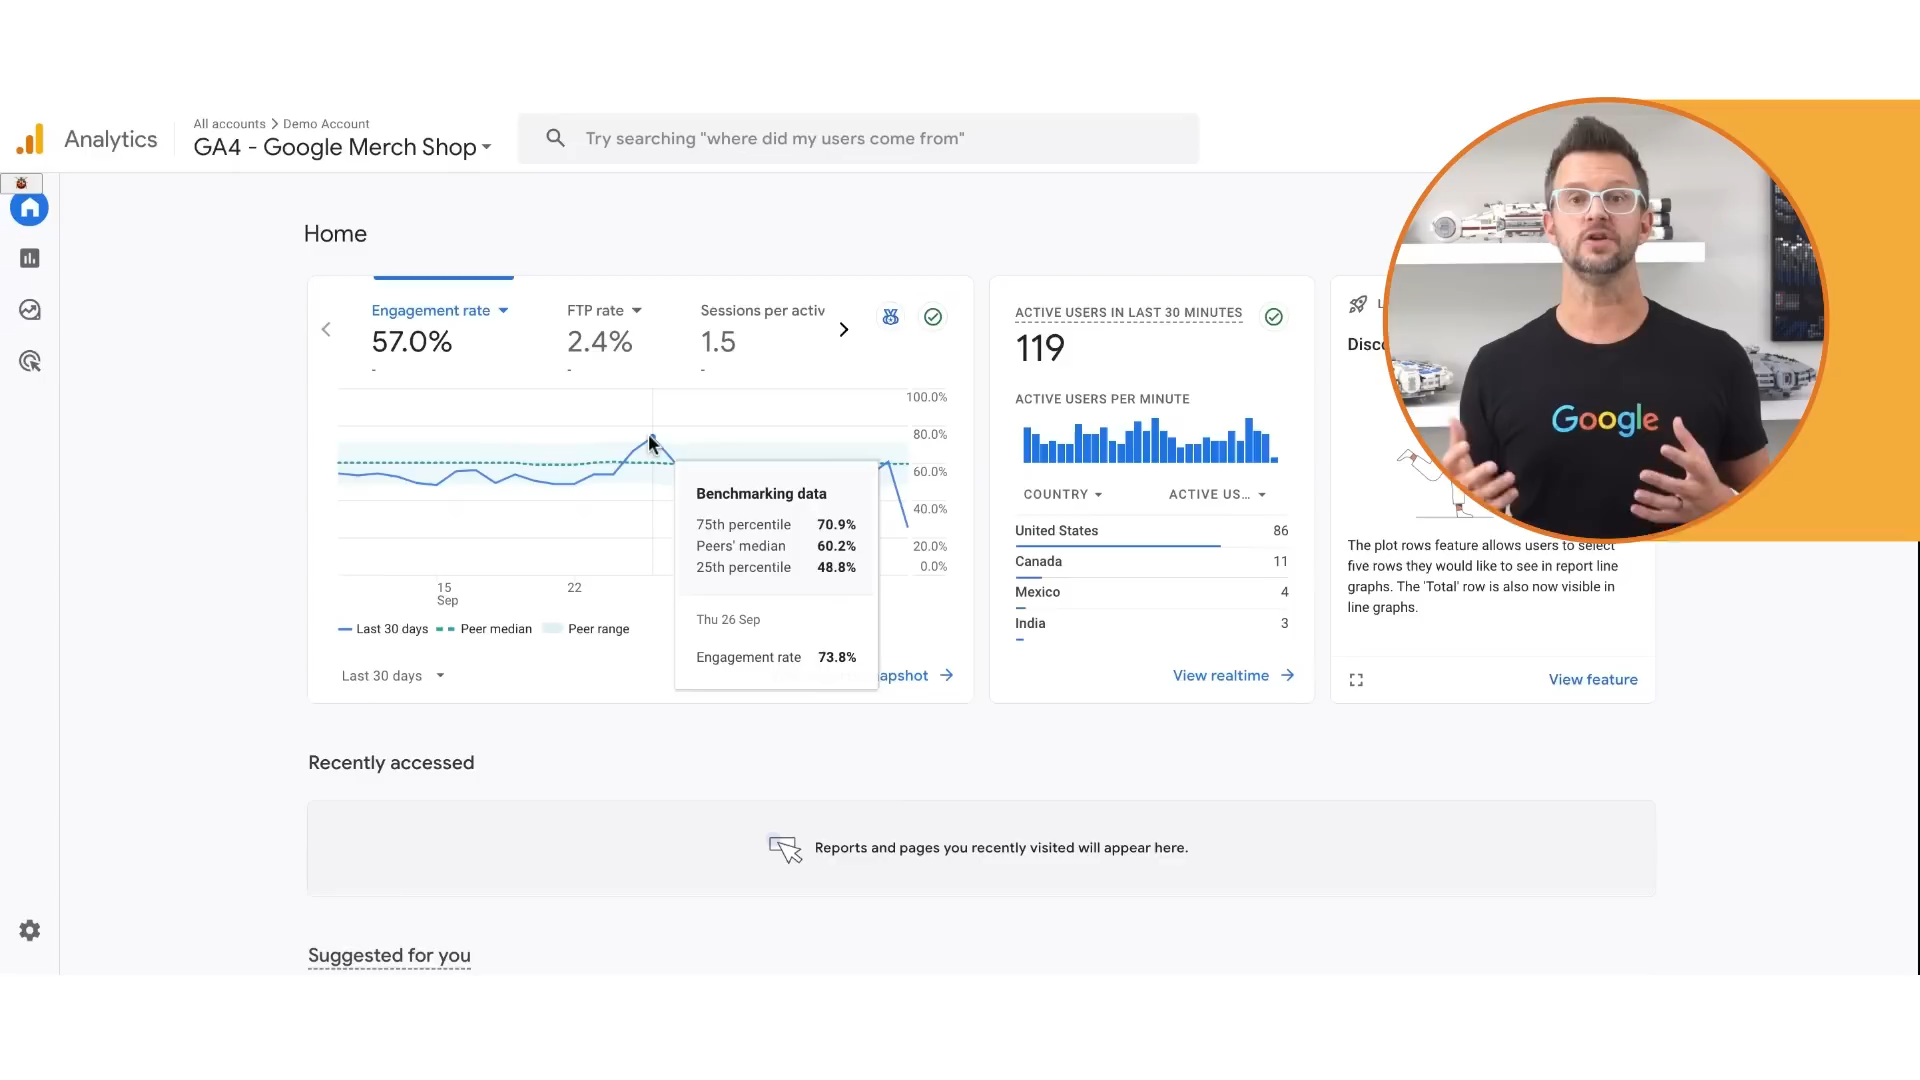 Analytics
All accounts > Demo Account
GA4 - Google Merch Shop
Try searching "where did my users come from"
Home
Engagement rate
57.0%
-
FTP rate
2.4%
-
Sessions per activ
1.5
-
100.0%
80.0%
60.0%
40.0%
20.0%
0.0%
15
Sep
22
Last 30 days
Peer median
Peer range
Last 30 days
apshot
Benchmarking data
75th percentile 70.9%
Peers' median 60.2%
25th percentile 48.8%
Thu 26 Sep
Engagement rate 73.8%
ACTIVE USERS IN LAST 30 MINUTES
119
ACTIVE USERS PER MINUTE
COUNTRY ACTIVE US...
United States 86
Canada 11
Mexico 4
India 3
View realtime
L
Disco
Google
The plot rows feature allows users to select
five rows they would like to see in report line
graphs. The 'Total' row is also now visible in
line graphs.
View feature
Recently accessed
Reports and pages you recently visited will appear here.
Suggested for you